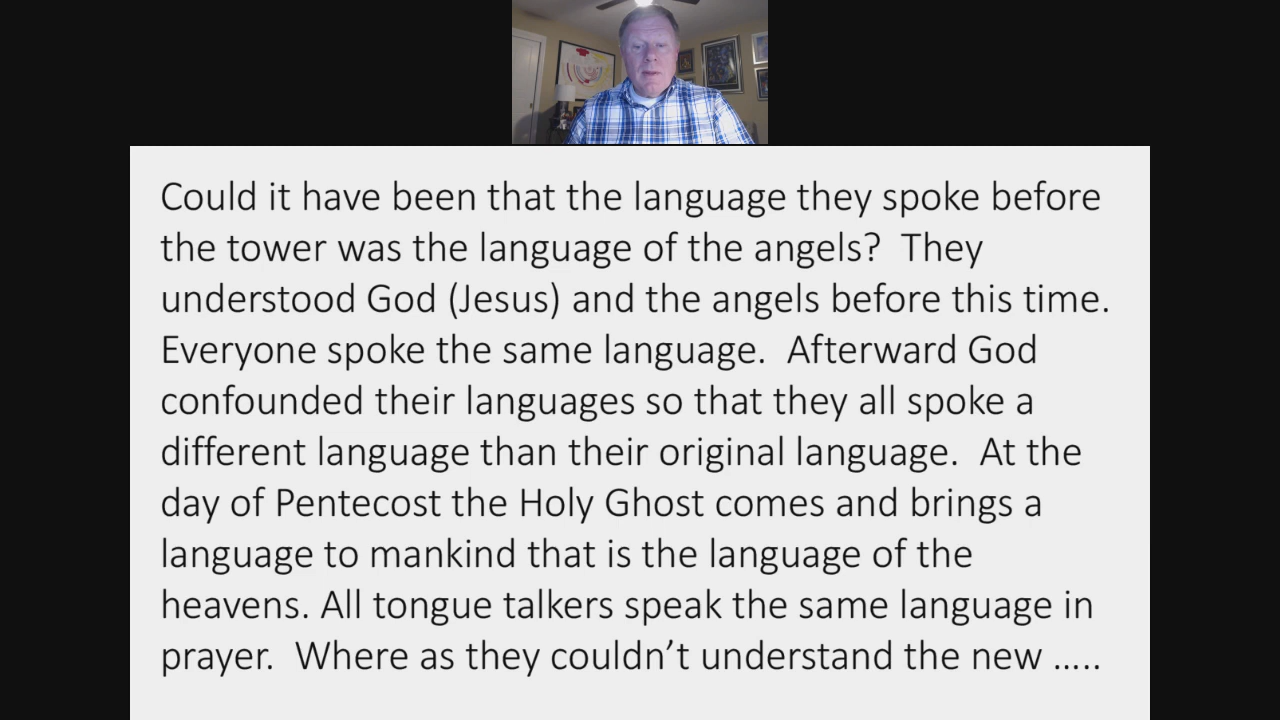 Could it have been that the language they spoke before
the tower was the language of the angels?  They
understood God (Jesus) and the angels before this time.
Everyone spoke the same language.  Afterward God
confounded their languages so that they all spoke a
different language than their original language.  At the
day of Pentecost the Holy Ghost comes and brings a
language to mankind that is the language of the
heavens. All tongue talkers speak the same language in
prayer.  Where as they couldn’t understand the new …..